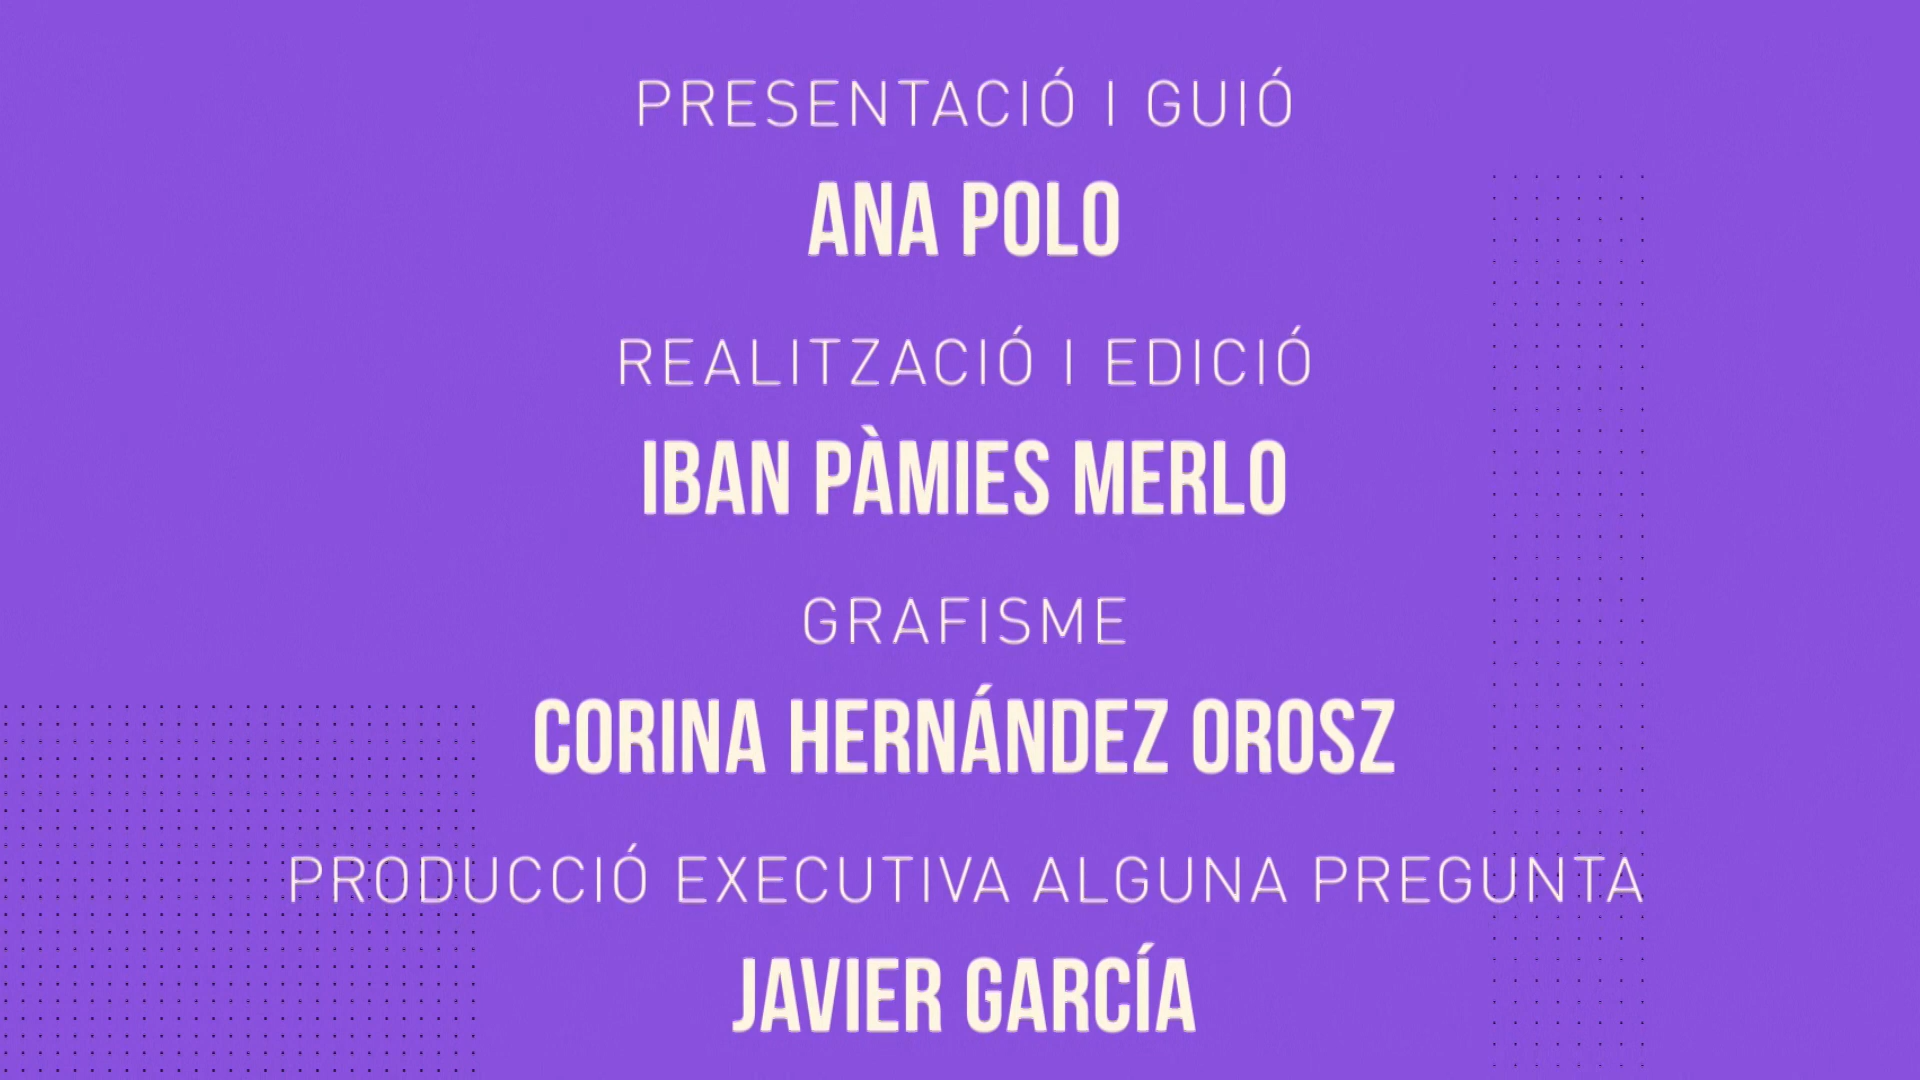 PRESENTACIÓ I GUIÓ
ANA POLO
REALITZACIÓ I EDICIÓ
IBAN PÀMIES MERLO
GRAFISME
CORINA HERNÁNDEZ OROSZ
PRODUCCIÓ EXECUTIVA ALGUNA PREGUNTA
JAVIER GARCÍA